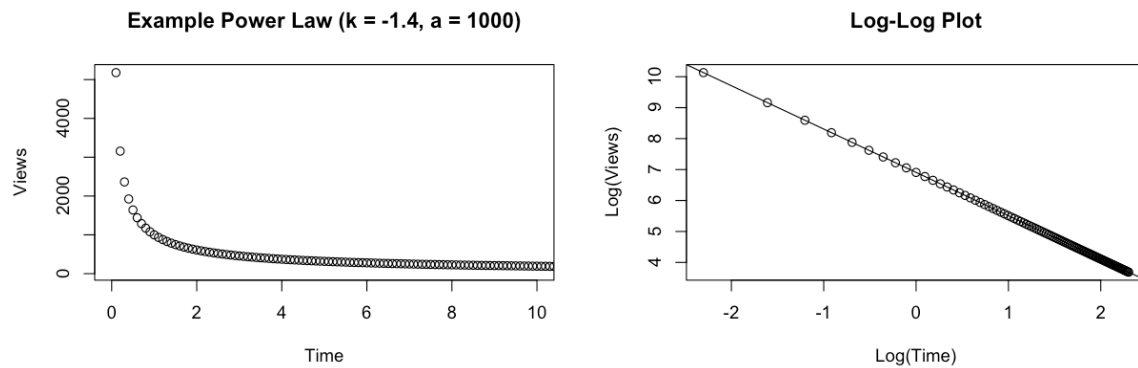 Example Power Law (k = -1.4, a = 1000)
Views
0
2000
4000
0 2 4 6 8 10
Time
Log-Log Plot
Log(Views)
4 5 6 7 8 9 10
-2 -1 0 1 2
Log(Time)